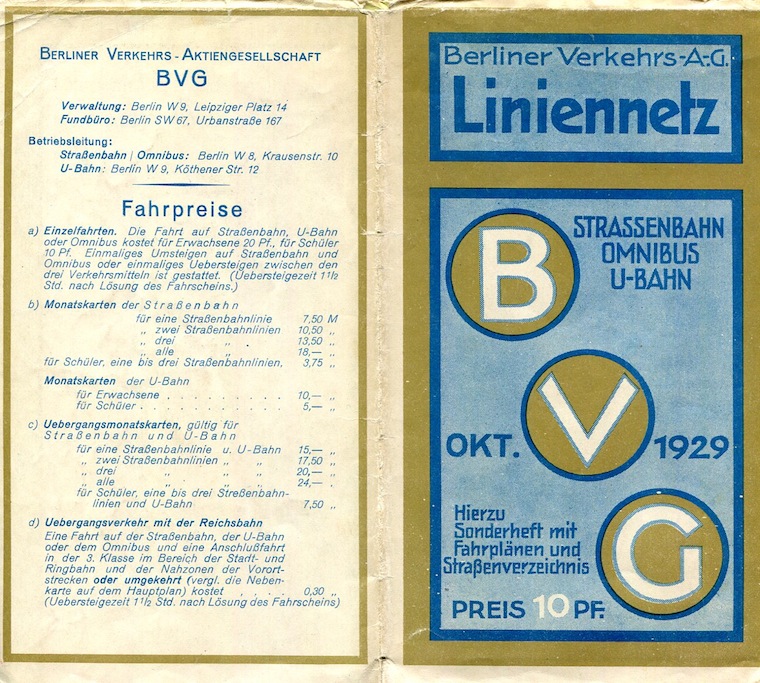 BERLINER VERKEHRS-AKTIENGESELLSCHAFT
BVG
Verwaltung: Berlin W 9, Leipziger Platz 14
Fundbüro: Berlin SW 67, Urbanstraße 167
Betriebsleitung:
Straßenbahn | Omnibus: Berlin W 8, Krausenstr. 10
U-Bahn: Berlin W 9, Köthener Str. 12
Fahrpreise
a) Einzelfahrten. Die Fahrt auf Straßenbahn, U-Bahn
oder Omnibus kostet für Erwachsene 20 Pf., für Schüler
10 Pf. Einmaliges Umsteigen auf Straßenbahn und
Omnibus oder einmaliges Uebersteigen zwischen den
drei Verkehrsmitteln ist gestattet. (Uebersteigezeit 1 1/2
Std. nach Lösung des Fahrscheins.)
b) Monatskarten der Straßenbahn
für eine Straßenbahnlinie 7,50 M
„ zwei Straßenbahnlinien 10,50 „
„ drei „ . 13,50 „
„ alle „ 18,— „
für Schüler, eine bis drei Straßenbahnlinien, 3,75 „
Monatskarten der U-Bahn
für Erwachsene . . . . . . . . . . 10,— „
für Schüler . . . . . . . . . . . . 5,— „
c) Uebergangsmonatskarten, gültig für
Straßenbahn und U-Bahn
für eine Straßenbahnlinie u. U-Bahn 15,— „
„ zwei Straßenbahnlinien „ „ 17,50 „
„ drei „ „ „ 20,— „
„ alle „ „ „ 24,— .
für Schüler, eine bis drei Streßenbahn-
linien und U-Bahn 7,50 „
d) Uebergangsverkehr mit der Reichsbahn
Eine Fahrt auf der Straßenbahn, der U-Bahn
oder dem Omnibus und eine Anschlußfahrt
in der 3. Klasse im Bereich der Stadt- und
Ringbahn und der Nahzonen der Vorort-
strecken oder umgekehrt (vergl. die Neben-
karte auf dem Hauptplan) kostet . . . . 0,30 „
(Uebersteigezeit 1 1/2 Std. nach Lösung des Fahrscheins)
Berliner Verkehrs-A-G.
Liniennetz
B
STRASSENBAHN
OMNIBUS
U-BAHN
V
OKT. 1929
Hierzu
Sonderheft mit
Fahrplänen und
Straßenverzeichnis
G
PREIS 10 PF.